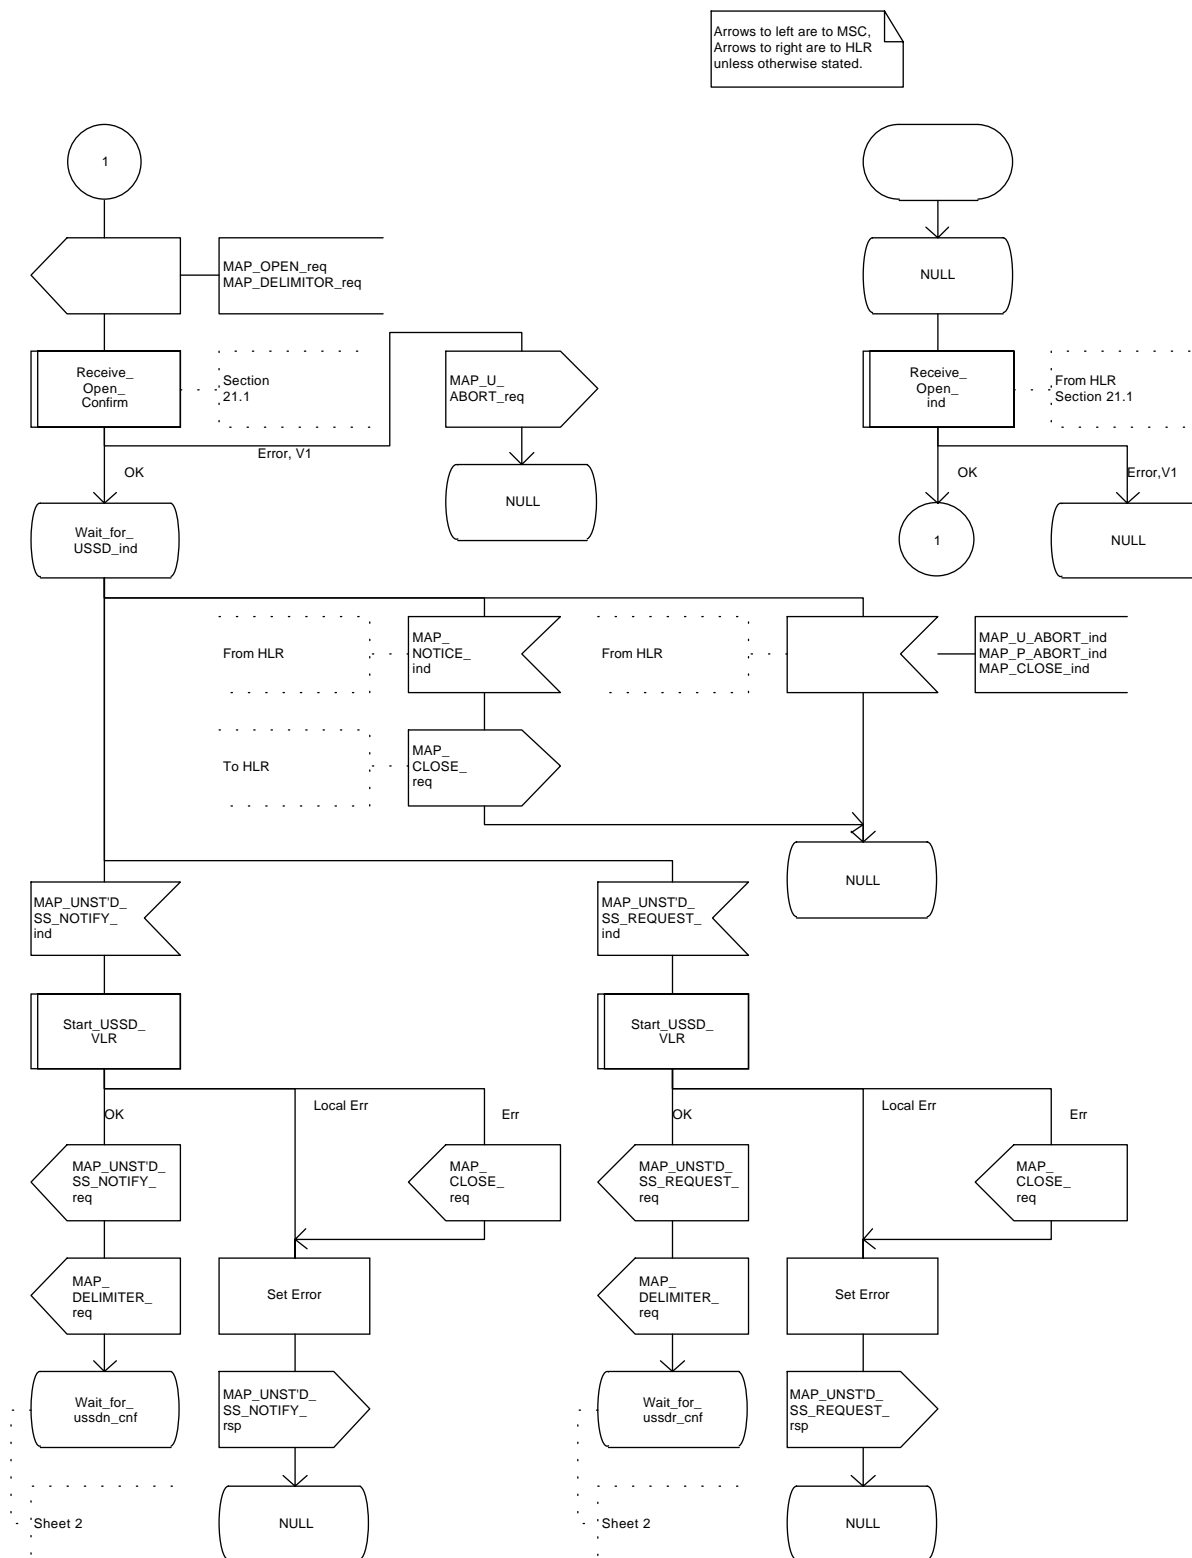 Arrows to left are to MSC,
Arrows to right are to HLR
unless otherwise stated.
1
MAP_OPEN_req
MAP_DELIMITOR_req
NULL
Receive_
Open_
Confirm
Section
21.1
MAP_U_
ABORT_req
Receive_
Open_
ind
From HLR
Section 21.1
Error, V1
OK
OK
Error,V1
NULL
Wait_for_
USSD_ind
1
NULL
From HLR
MAP_
NOTICE_
ind
From HLR
MAP_U_ABORT_ind
MAP_P_ABORT_ind
MAP_CLOSE_ind
To HLR
MAP_
CLOSE_
req
NULL
MAP_UNST'D_
SS_NOTIFY_
ind
MAP_UNST'D_
SS_REQUEST_
ind
Start_USSD_
VLR
Start_USSD_
VLR
OK
Local Err
Err
OK
Local Err
Err
MAP_UNST'D_
SS_NOTIFY_
req
MAP_
CLOSE_
req
MAP_UNST'D_
SS_REQUEST_
req
MAP_
CLOSE_
req
MAP_
DELIMITER_
req
Set Error
MAP_
DELIMITER_
req
Set Error
Wait_for_
ussdn_cnf
MAP_UNST'D_
SS_NOTIFY_
rsp
Wait_for_
ussdr_cnf
MAP_UNST'D_
SS_REQUEST_
rsp
Sheet 2
NULL
Sheet 2
NULL